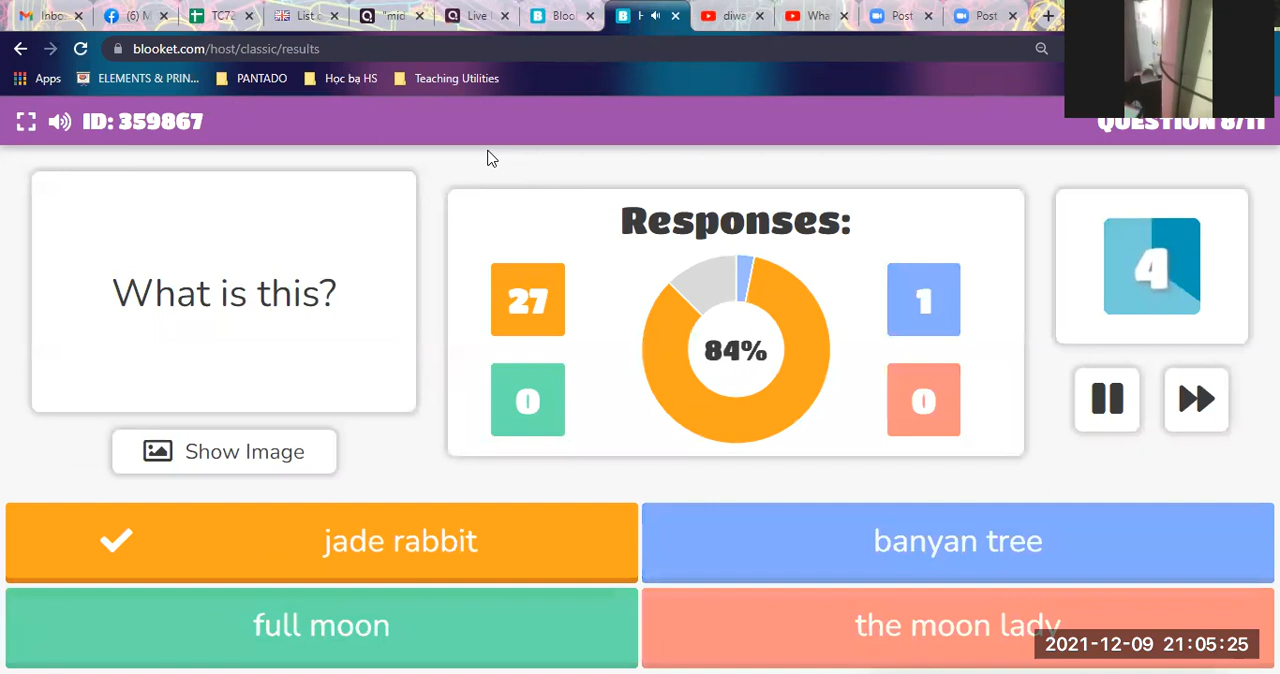 Inbo
(6) M
TC72
List o
"mid
Live
Bloo
H
diwa
Wha
Post
Post
blooket.com/host/classic/results
Apps
ELEMENTS & PRIN...
PANTADO
Học bạ HS
Teaching Utilities
ID: 359867
QUESTION 8/11
What is this?
Responses:
4
27
1
84%
0
0
Show Image
jade rabbit
banyan tree
full moon
the moon lady
2021-12-09 21:05:25